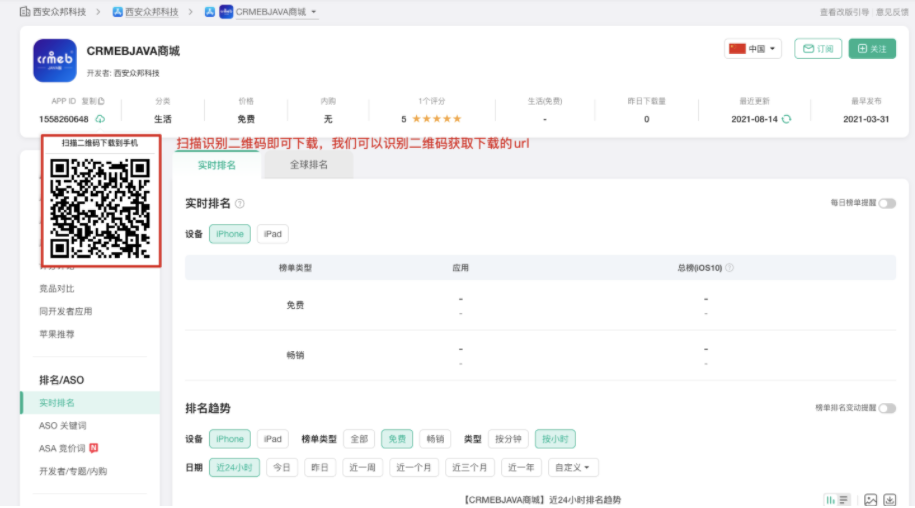 西安众邦科技 > 西安众邦科技 > CRMEBJAVA商城
查看改版引导 | 意见反馈
crmeb
CRMEBJAVA商城
开发者: 西安众邦科技
中国
订阅
关注
APP ID 复制 分类 价格 内购 1个评分 生活(免费) 昨日下载量 最近更新 最早发布
1558260648 生活 免费 无 5 ★★★★★ - 0 2021-08-14 2021-03-31
扫描二维码下载到手机
扫描识别二维码即可下载，我们可以识别二维码获取下载的url
实时排名 全球排名
实时排名
每日榜单提醒
设备 iPhone iPad
榜单类型 应用 总榜(iOS10)
免费 - -
- -
畅销 - -
- -
竞品对比
同开发者应用
苹果推荐
排名/ASO
实时排名
ASO 关键词
ASA 竞价词 N
开发者/专题/内购
排名趋势
榜单排名变动提醒
设备 iPhone iPad 榜单类型 全部 免费 畅销 类型 按分钟 按小时
日期 近24小时 今日 昨日 近一周 近一个月 近三个月 近一年 自定义
【CRMEBJAVA商城】近24小时排名趋势